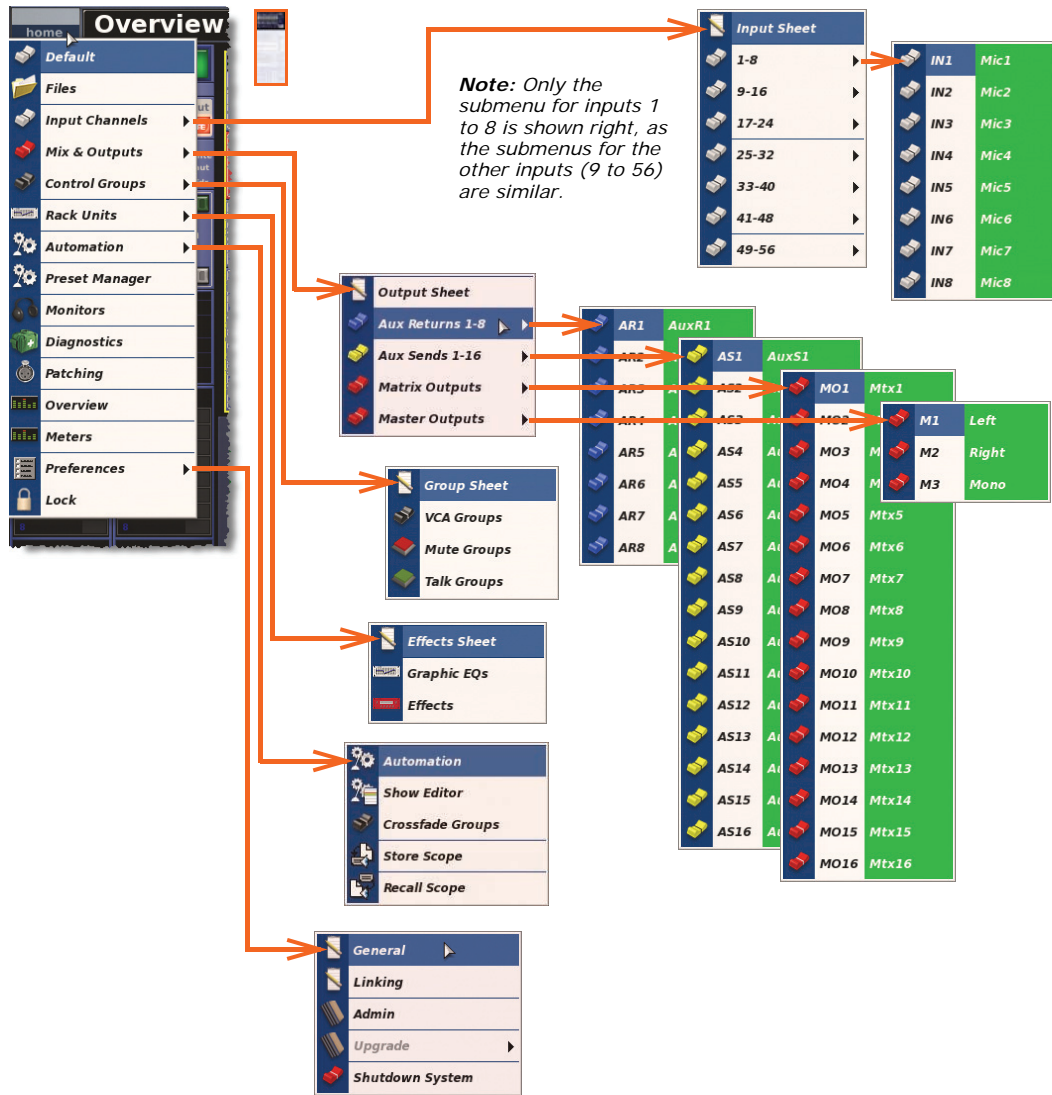 home
Overview
Default
Files
Input Channels
Mix & Outputs
Control Groups
Rack Units
Automation
Preset Manager
Monitors
Diagnostics
Patching
Overview
Meters
Preferences
Lock
Note: Only the
submenu for inputs 1
to 8 is shown right, as
the submenus for the
other inputs (9 to 56)
are similar.
Input Sheet
1-8
9-16
17-24
25-32
33-40
41-48
49-56
IN1 Mic1
IN2 Mic2
IN3 Mic3
IN4 Mic4
IN5 Mic5
IN6 Mic6
IN7 Mic7
IN8 Mic8
Output Sheet
Aux Returns 1-8
Aux Sends 1-16
Matrix Outputs
Master Outputs
AR1 AuxR1
AR2
AR3
AR4
AR5
AR6
AR7
AR8
AS1 AuxS1
AS2
AS3
AS4
AS5
AS6
AS7
AS8
AS9
AS10
AS11
AS12
AS13
AS14
AS15
AS16
MO1 Mtx1
MO2
MO3
MO4
MO5 Mtx5
MO6 Mtx6
MO7 Mtx7
MO8 Mtx8
MO9 Mtx9
MO10 Mtx10
MO11 Mtx11
MO12 Mtx12
MO13 Mtx13
MO14 Mtx14
MO15 Mtx15
MO16 Mtx16
M1 Left
M2 Right
M3 Mono
Group Sheet
VCA Groups
Mute Groups
Talk Groups
Effects Sheet
Graphic EQs
Effects
Automation
Show Editor
Crossfade Groups
Store Scope
Recall Scope
General
Linking
Admin
Upgrade
Shutdown System